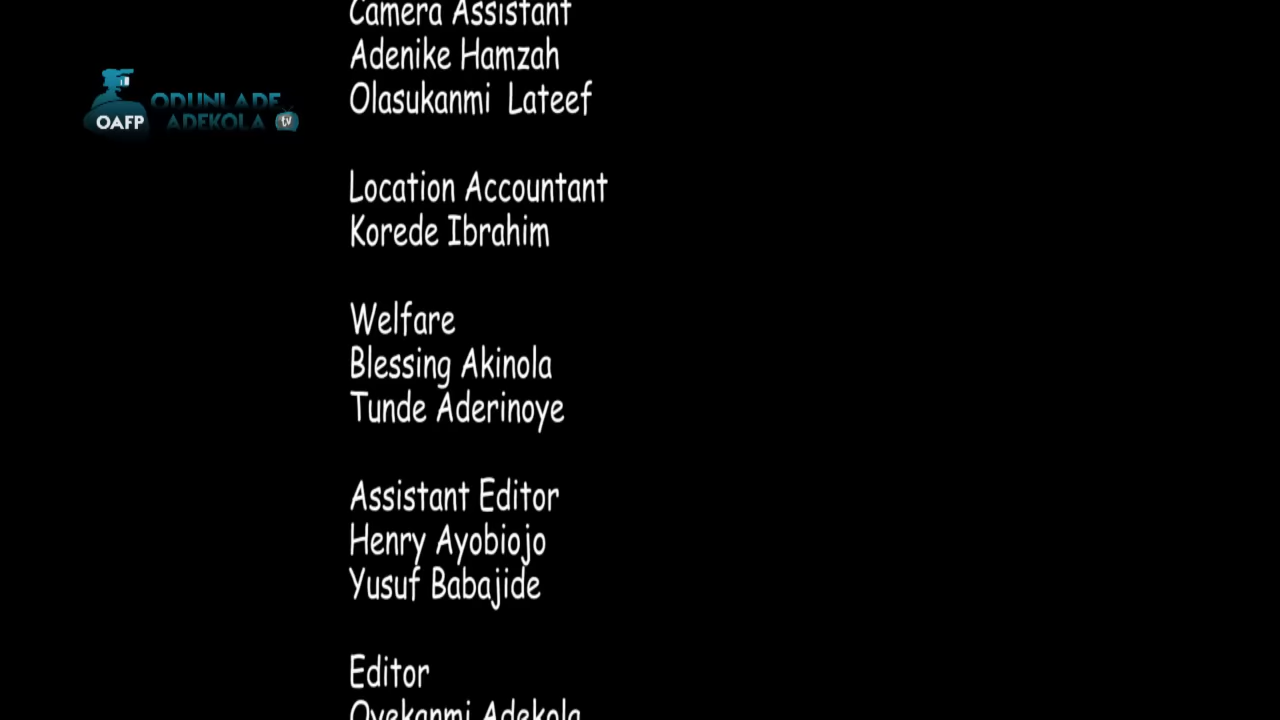 Camera Assistant
Adenike Hamzah
Olasukanmi Lateef
OAFP
ODUNLADE
ADEKOLA tv
Location Accountant
Korede Ibrahim
Welfare
Blessing Akinola
Tunde Aderinoye
Assistant Editor
Henry Ayobiojo
Yusuf Babajide
Editor
Oyekanmi Adekola